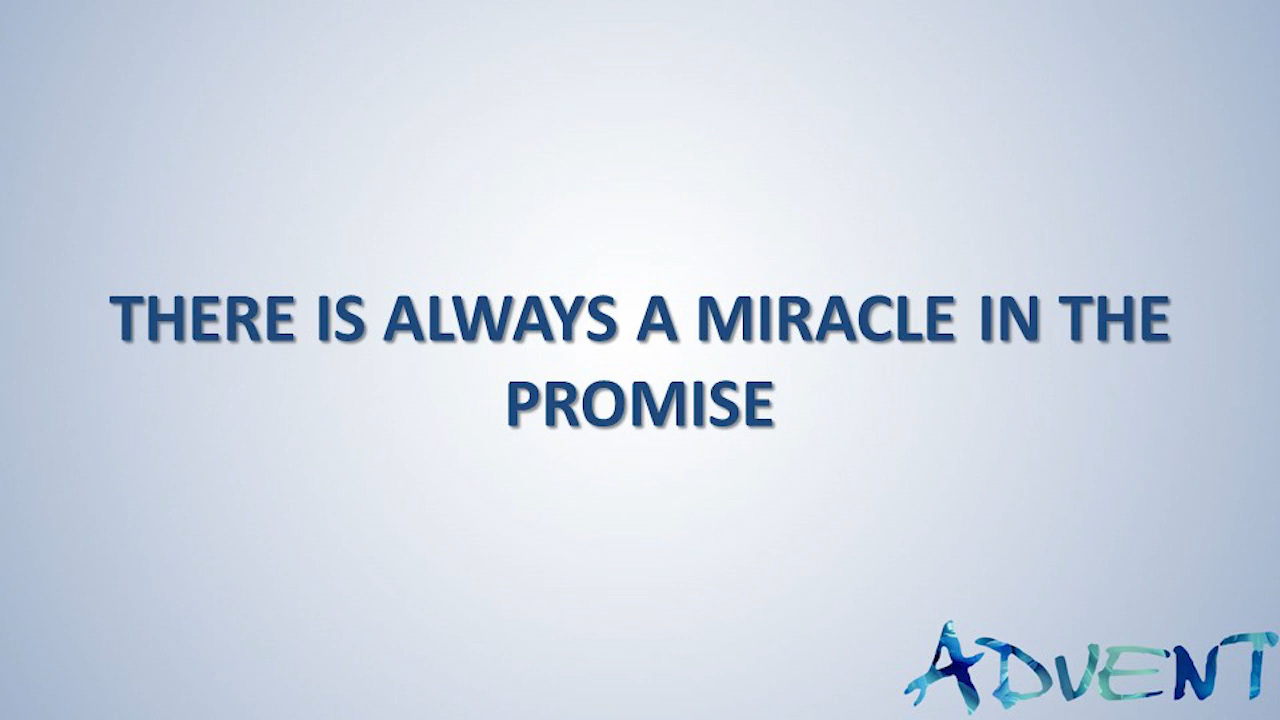 THERE IS ALWAYS A MIRACLE IN THE
PROMISE
ADVENT